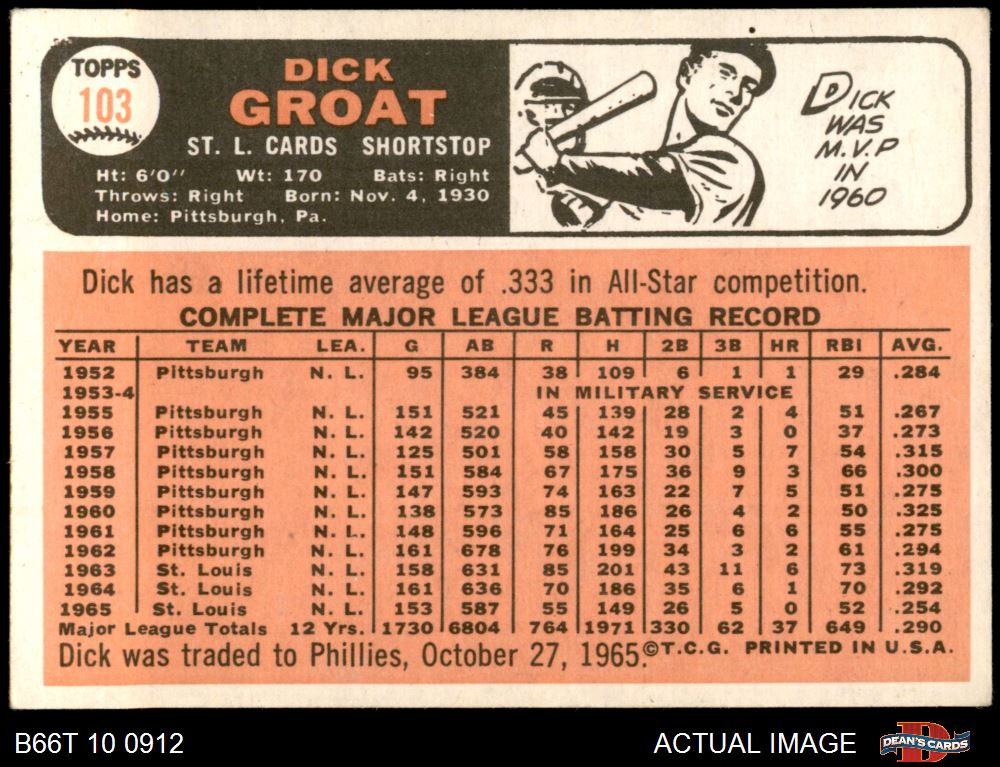 TOPPS
103
DICK
GROAT
ST. L. CARDS SHORTSTOP
Ht: 6'0" Wt: 170 Bats: Right
Throws: Right Born: Nov. 4, 1930
Home: Pittsburgh, Pa.
DICK
WAS
M.V.P
IN
1960
Dick has a lifetime average of .333 in All-Star competition.
COMPLETE MAJOR LEAGUE BATTING RECORD
YEAR TEAM LEA. G AB R H 2B 3B HR RBI AVG.
1952 Pittsburgh N. L. 95 384 38 109 6 1 1 29 .284
1953-4 IN MILITARY SERVICE
1955 Pittsburgh N. L. 151 521 45 139 28 2 4 51 .267
1956 Pittsburgh N. L. 142 520 40 142 19 3 0 37 .273
1957 Pittsburgh N. L. 125 501 58 158 30 5 7 54 .315
1958 Pittsburgh N. L. 151 584 67 175 36 9 3 66 .300
1959 Pittsburgh N. L. 147 593 74 163 22 7 5 51 .275
1960 Pittsburgh N. L. 138 573 85 186 26 4 2 50 .325
1961 Pittsburgh N. L. 148 596 71 164 25 6 6 55 .275
1962 Pittsburgh N. L. 161 678 76 199 34 3 2 61 .294
1963 St. Louis N. L. 158 631 85 201 43 11 6 73 .319
1964 St. Louis N. L. 161 636 70 186 35 6 1 70 .292
1965 St. Louis N. L. 153 587 55 149 26 5 0 52 .254
Major League Totals 12 Yrs. 1730 6804 764 1971 330 62 37 649 .290
Dick was traded to Phillies, October 27, 1965. ©T.C.G. PRINTED IN U.S.A.
B66T 10 0912 ACTUAL IMAGE DEAN'S CARDS